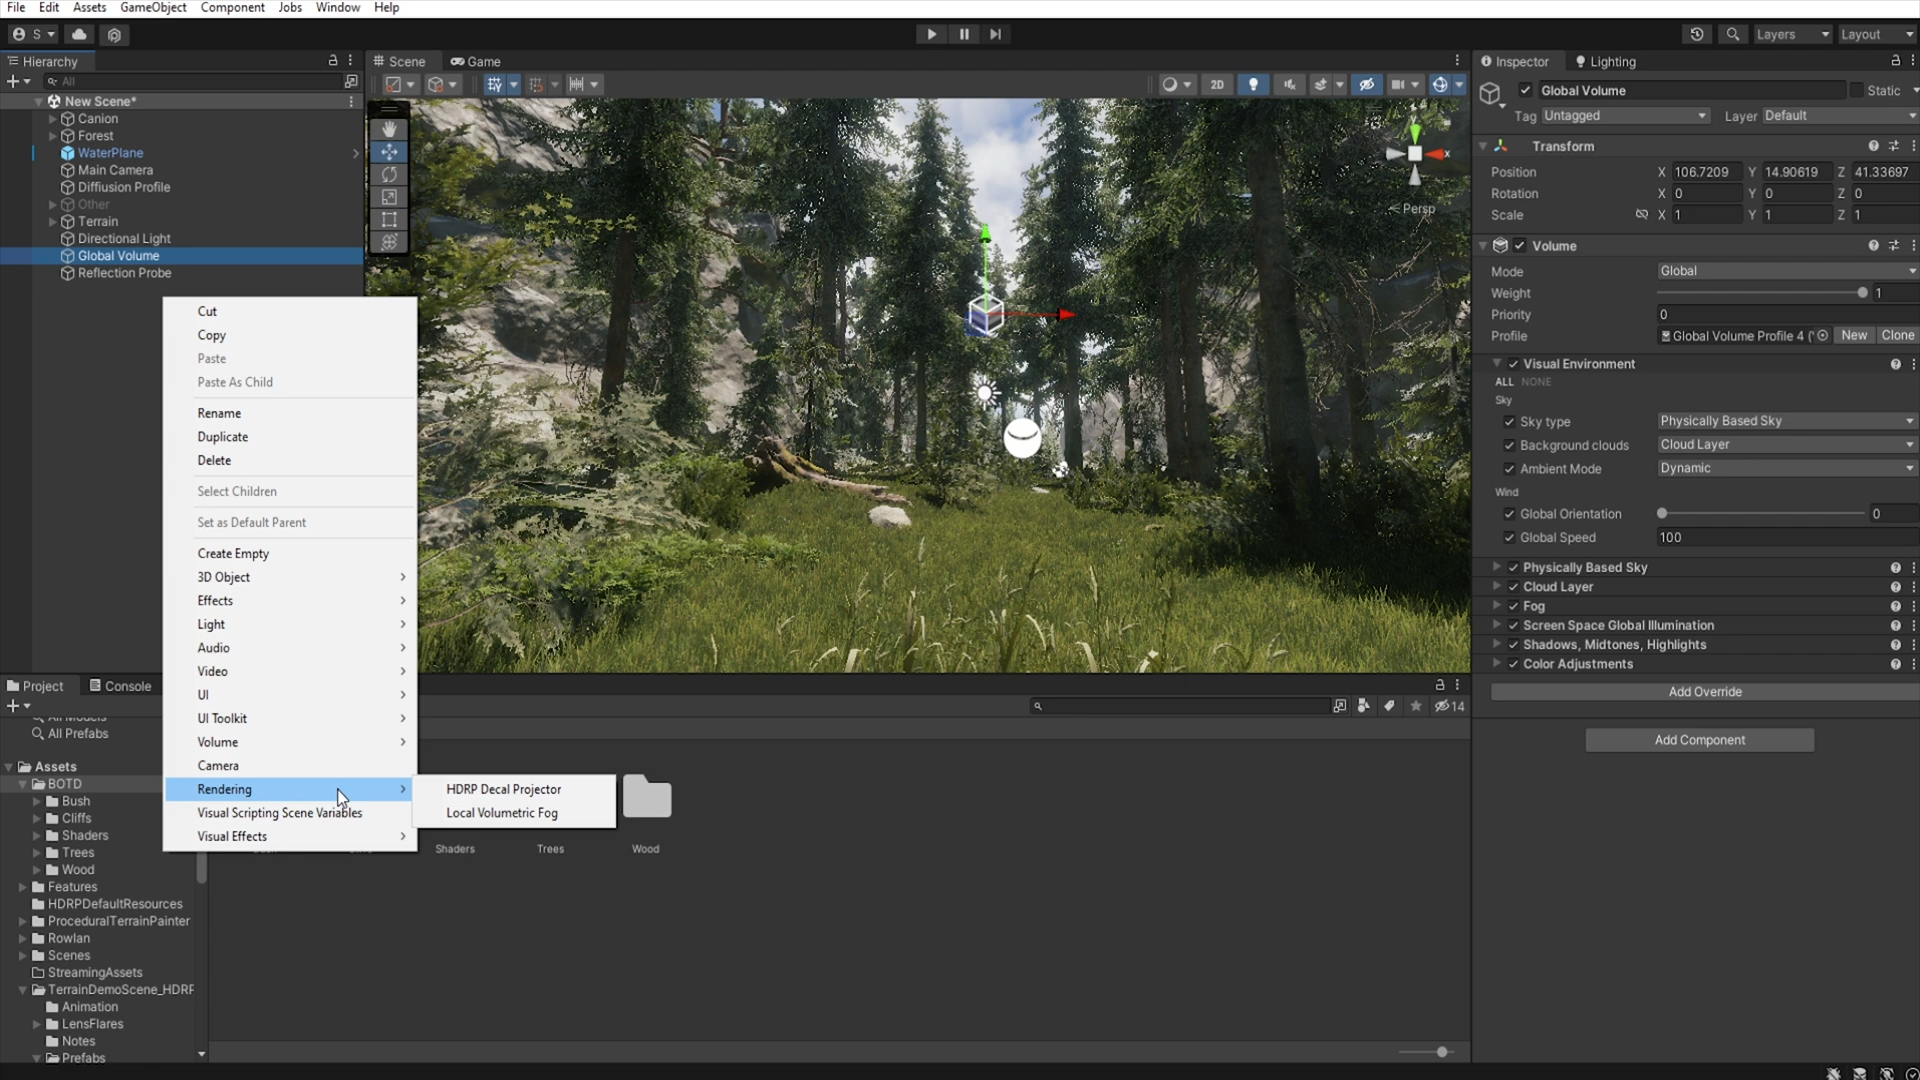 File Edit Assets GameObject Component Jobs Window Help
S Layers Layout
Hierarchy
All
New Scene*
Canion
Forest
WaterPlane
Main Camera
Diffusion Profile
Other
Terrain
Directional Light
Global Volume
Reflection Probe
Scene Game
2D
x
Persp
Cut
Copy
Paste
Paste As Child
Rename
Duplicate
Delete
Select Children
Set as Default Parent
Create Empty
3D Object
Effects
Light
Audio
Video
UI
UI Toolkit
Volume
Camera
Rendering
Visual Scripting Scene Variables
Visual Effects
HDRP Decal Projector
Local Volumetric Fog
Inspector Lighting
Global Volume Static
Tag Untagged Layer Default
Transform
Position X 106.7209 Y 14.90619 Z 41.33697
Rotation X 0 Y 0 Z 0
Scale X 1 Y 1 Z 1
Volume
Mode Global
Weight 1
Priority 0
Profile Global Volume Profile 4 (' New Clone
Visual Environment
ALL NONE
Sky
Sky type Physically Based Sky
Background clouds Cloud Layer
Ambient Mode Dynamic
Wind
Global Orientation 0
Global Speed 100
Physically Based Sky
Cloud Layer
Fog
Screen Space Global Illumination
Shadows, Midtones, Highlights
Color Adjustments
Add Override
Add Component
Project Console
14
All Models
All Prefabs
Assets
BOTD
Bush
Cliffs
Shaders
Trees
Wood
Features
HDRPDefaultResources
ProceduralTerrainPainter
Rowlan
Scenes
StreamingAssets
TerrainDemoScene_HDRP
Animation
LensFlares
Notes
Prefabs
Shaders Trees Wood